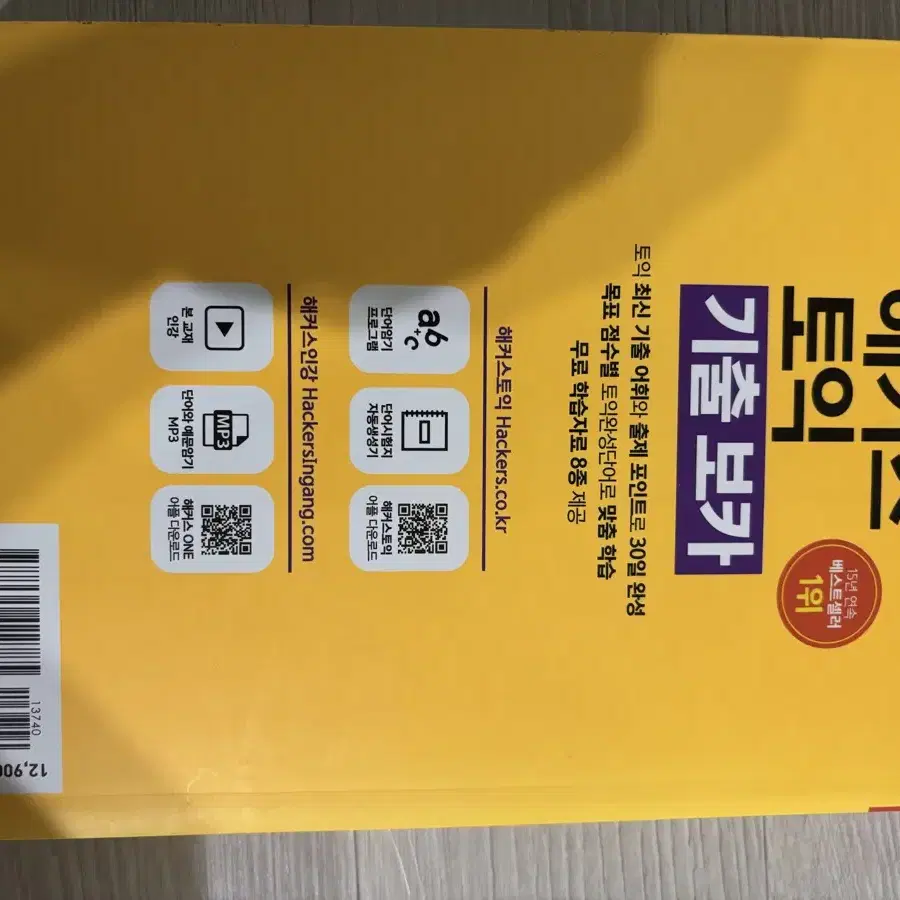 해커스
토익
기출 보카
15년 연속
베스트셀러
1위
토익 최신 기출 어휘와 출제 포인트로 30일 완성
목표 점수별 토익완성단어로 맞춤 학습
무료 학습자료 8종 제공
해커스토익 Hackers.co.kr
ab+c
단어암기
프로그램
단어시험지
자동생성기
해커스토익
어플 다운로드
해커스인강 HackersIngang.com
본 교재
인강
MP3
단어와 예문암기
MP3
해커스 ONE
어플 다운로드
13740
12,900